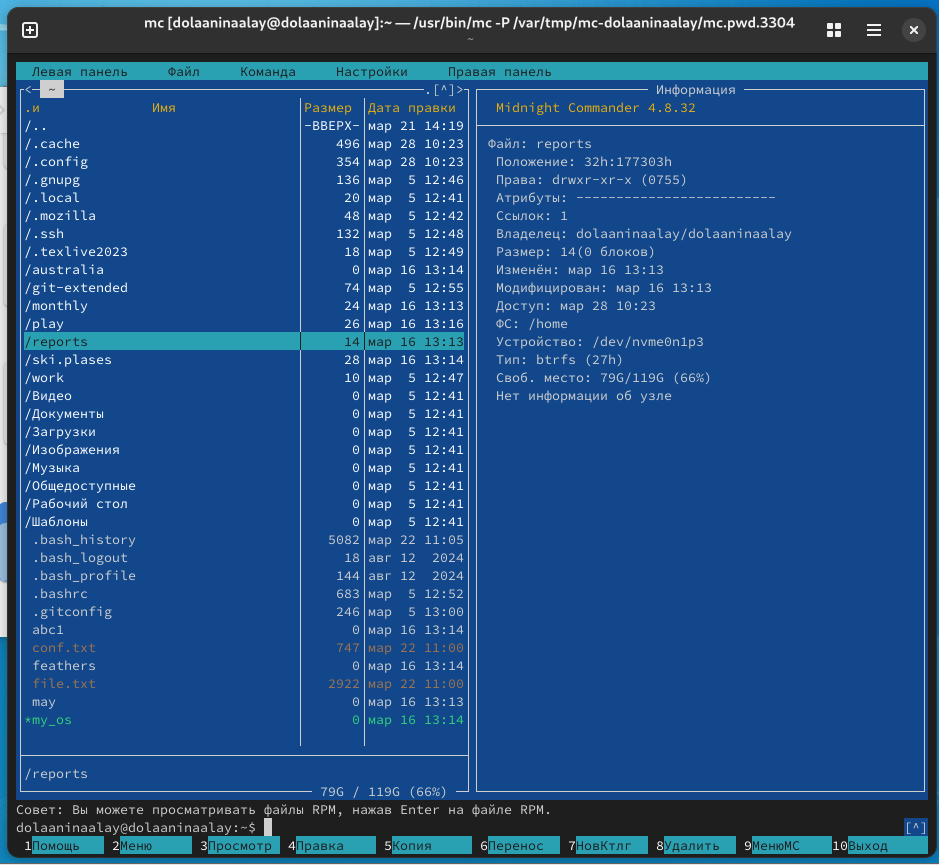 mc [dolaaninaalay@dolaaninaalay]:~ — /usr/bin/mc -P /var/tmp/mc-dolaaninaalay/mc.pwd.3304
~
Левая панель Файл Команда Настройки Правая панель
<- ~ .[^]>
.и Имя Размер Дата правки
/.. -ВВЕРХ- мар 21 14:19
/.cache 496 мар 28 10:23
/.config 354 мар 28 10:23
/.gnupg 136 мар 5 12:46
/.local 20 мар 5 12:41
/.mozilla 48 мар 5 12:42
/.ssh 132 мар 5 12:48
/.texlive2023 18 мар 5 12:49
/australia 0 мар 16 13:14
/git-extended 74 мар 5 12:55
/monthly 24 мар 16 13:13
/play 26 мар 16 13:16
/reports 14 мар 16 13:13
/ski.plases 28 мар 16 13:14
/work 10 мар 5 12:47
/Видео 0 мар 5 12:41
/Документы 0 мар 5 12:41
/Загрузки 0 мар 5 12:41
/Изображения 0 мар 5 12:41
/Музыка 0 мар 5 12:41
/Общедоступные 0 мар 5 12:41
/Рабочий стол 0 мар 5 12:41
/Шаблоны 0 мар 5 12:41
.bash_history 5082 мар 22 11:05
.bash_logout 18 авг 12 2024
.bash_profile 144 авг 12 2024
.bashrc 683 мар 5 12:52
.gitconfig 246 мар 5 13:00
abc1 0 мар 16 13:14
conf.txt 747 мар 22 11:00
feathers 0 мар 16 13:14
file.txt 2922 мар 22 11:00
may 0 мар 16 13:13
*my_os 0 мар 16 13:14
/reports
79G / 119G (66%)
Информация
Midnight Commander 4.8.32
Файл: reports
Положение: 32h:177303h
Права: drwxr-xr-x (0755)
Атрибуты: -------------------------
Ссылок: 1
Владелец: dolaaninaalay/dolaaninaalay
Размер: 14(0 блоков)
Изменён: мар 16 13:13
Модифицирован: мар 16 13:13
Доступ: мар 28 10:23
ФС: /home
Устройство: /dev/nvme0n1p3
Тип: btrfs (27h)
Своб. место: 79G/119G (66%)
Нет информации об узле
Совет: Вы можете просматривать файлы RPM, нажав Enter на файле RPM.
dolaaninaalay@dolaaninaalay:~$ [^]
1Помощь 2Меню 3Просмотр 4Правка 5Копия 6Перенос 7НовКтлг 8Удалить 9МенюМС 10Выход